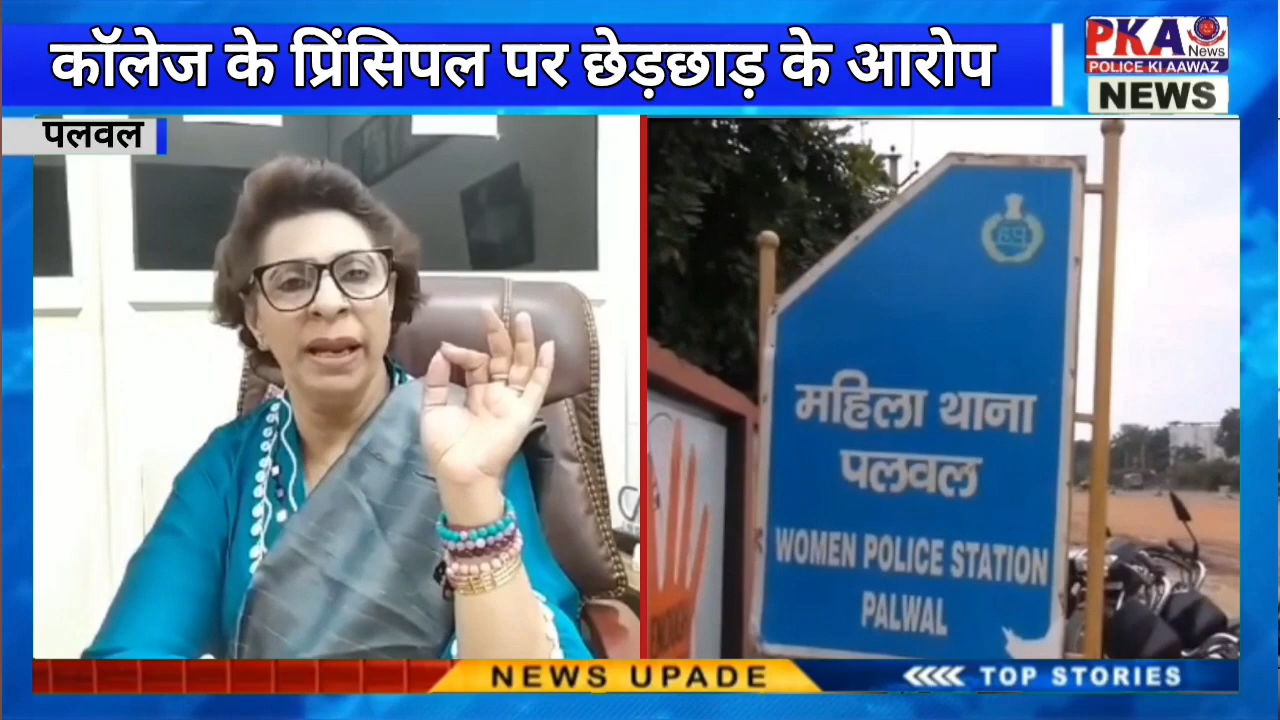 कॉलेज के प्रिंसिपल पर छेड़छाड़ के आरोप
PKA News
POLICE KI AAWAZ
NEWS
पलवल
महिला थाना
पलवल
WOMEN POLICE STATION
PALWAL
NEWS UPADE
TOP STORIES